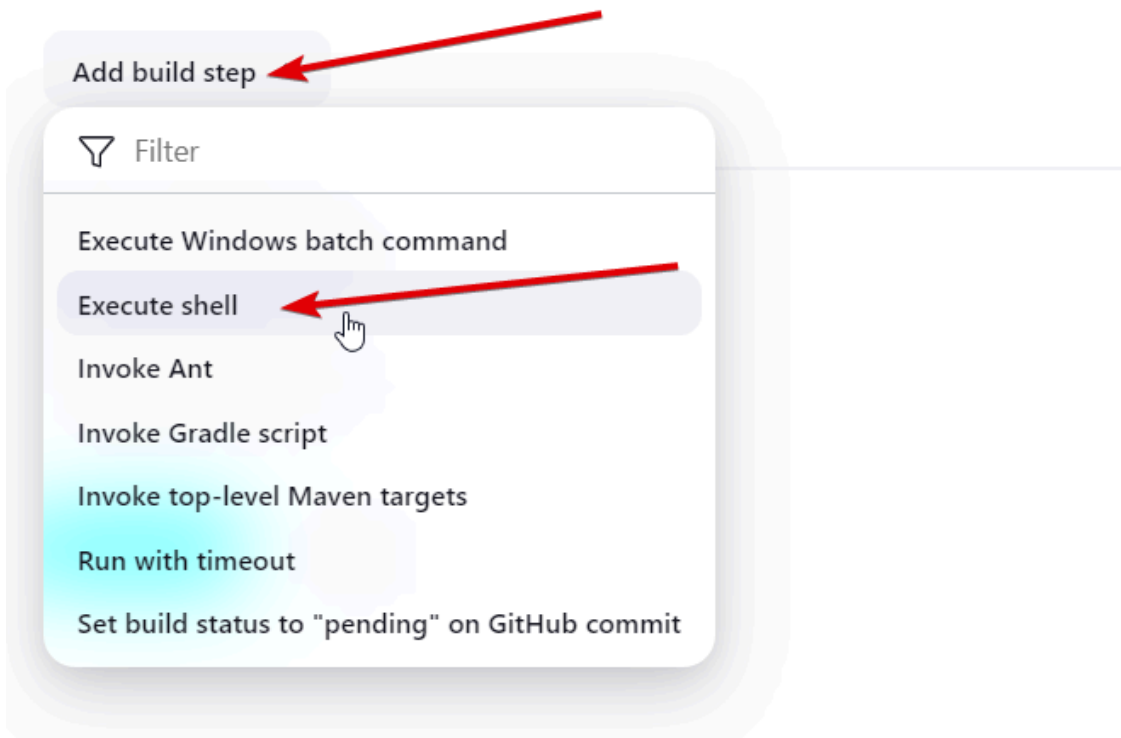 Add build step
Filter
Execute Windows batch command
Execute shell
Invoke Ant
Invoke Gradle script
Invoke top-level Maven targets
Run with timeout
Set build status to "pending" on GitHub commit